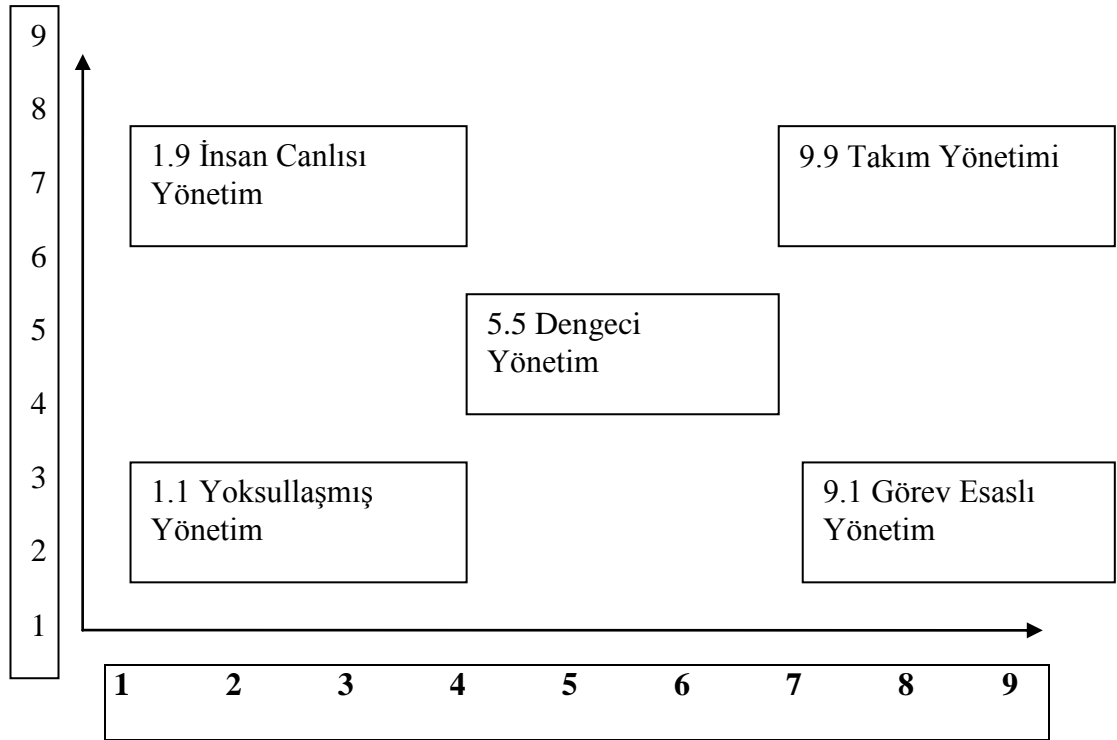 9
8
1.9 İnsan Canlısı
Yönetim
9.9 Takım Yönetimi
7
6
5
5.5 Dengeci
Yönetim
4
3
1.1 Yoksullaşmış
Yönetim
9.1 Görev Esaslı
Yönetim
2
1
1 2 3 4 5 6 7 8 9